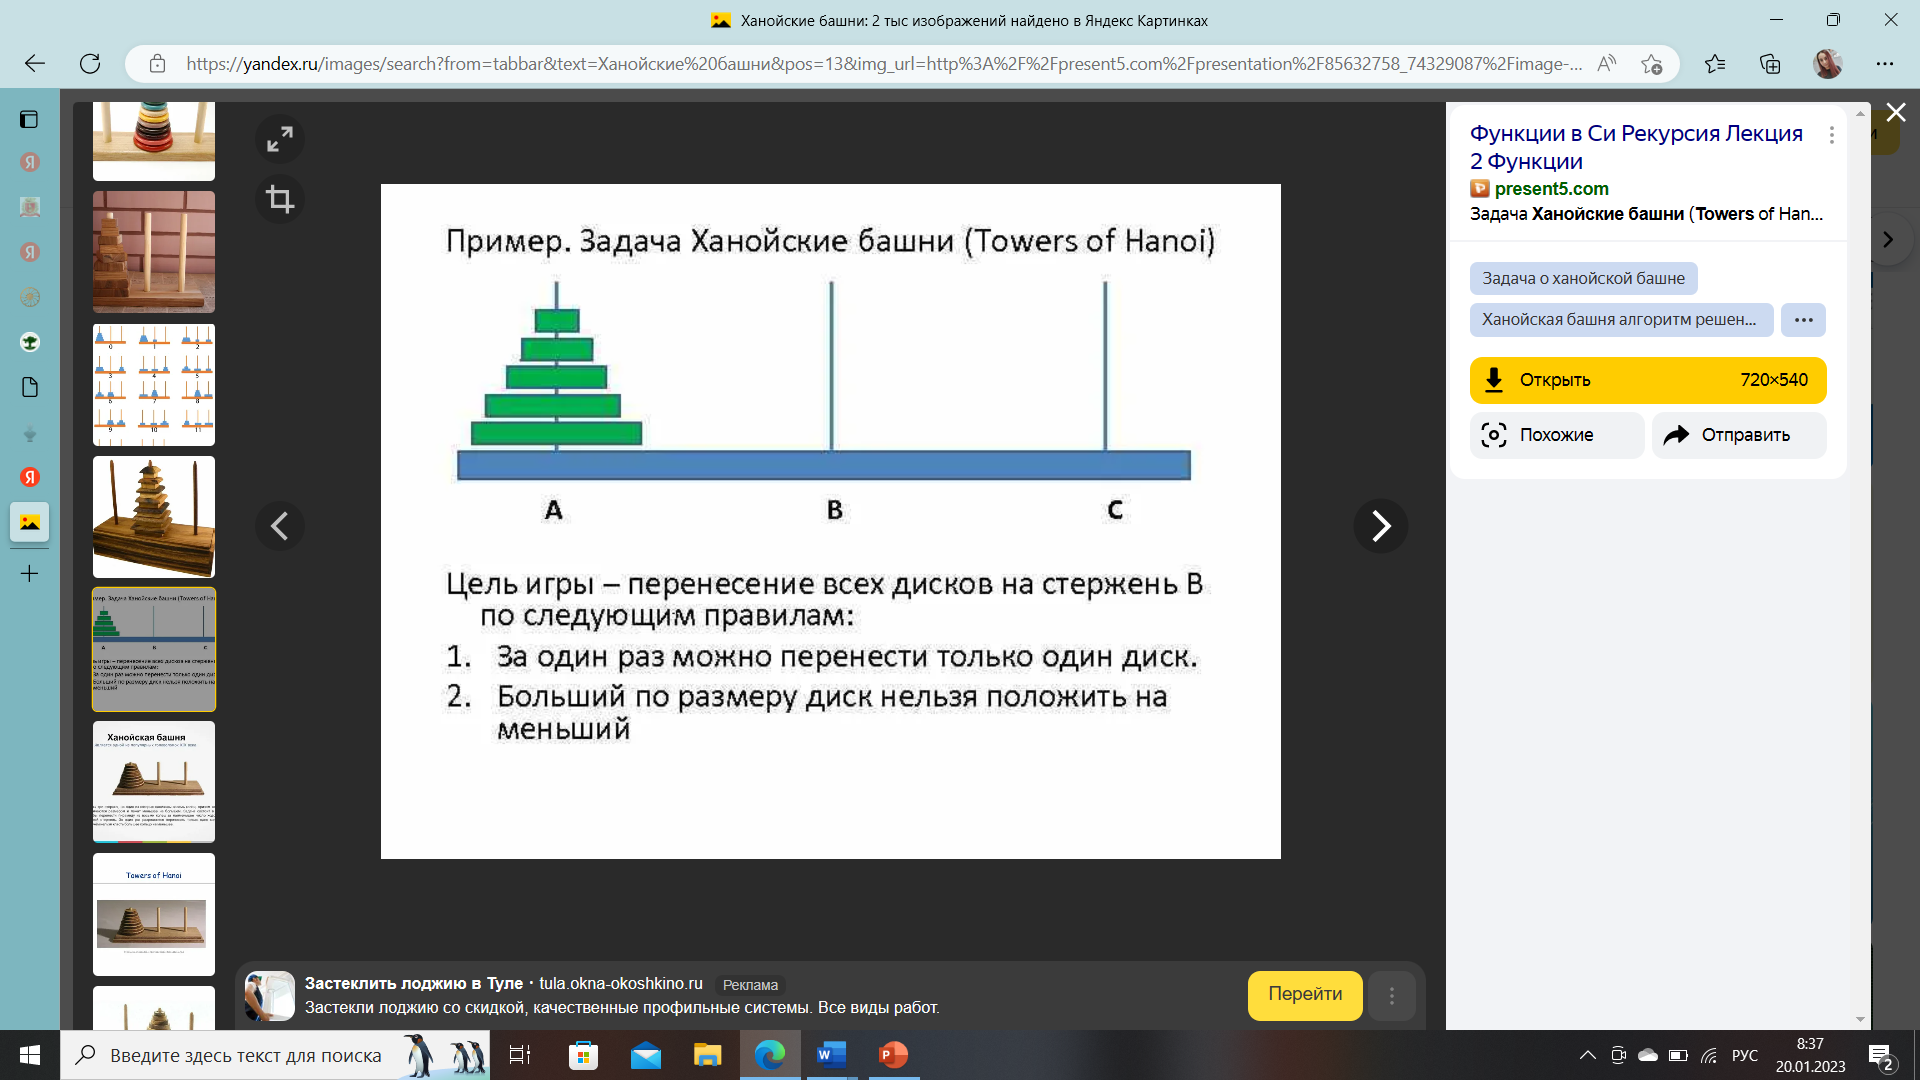 Ханойские башни: 2 тыс изображений найдено в Яндекс Картинках
https://yandex.ru/images/search?from=tabbar&text=Ханойские%20башни&pos=13&img_url=http%3A%2F%2Fpresent5.com%2Fpresentation%2F85632758_74329087%2Fimage-...
Функции в Си Рекурсия Лекция
2 Функции
present5.com
Задача Ханойские башни (Towers of Han...
Задача о ханойской башне
Ханойская башня алгоритм решен...
Открыть 720×540
Похожие Отправить
Пример. Задача Ханойские башни (Towers of Hanoi)
A B C
Цель игры – перенесение всех дисков на стержень B
по следующим правилам:
1. За один раз можно перенести только один диск.
2. Больший по размеру диск нельзя положить на
меньший
Ханойская башня
Towers of Hanoi
Застеклить лоджию в Туле · tula.okna-okoshkino.ru Реклама
Застекли лоджию со скидкой, качественные профильные системы. Все виды работ.
Перейти
Введите здесь текст для поиска
РУС
8:37
20.01.2023
2